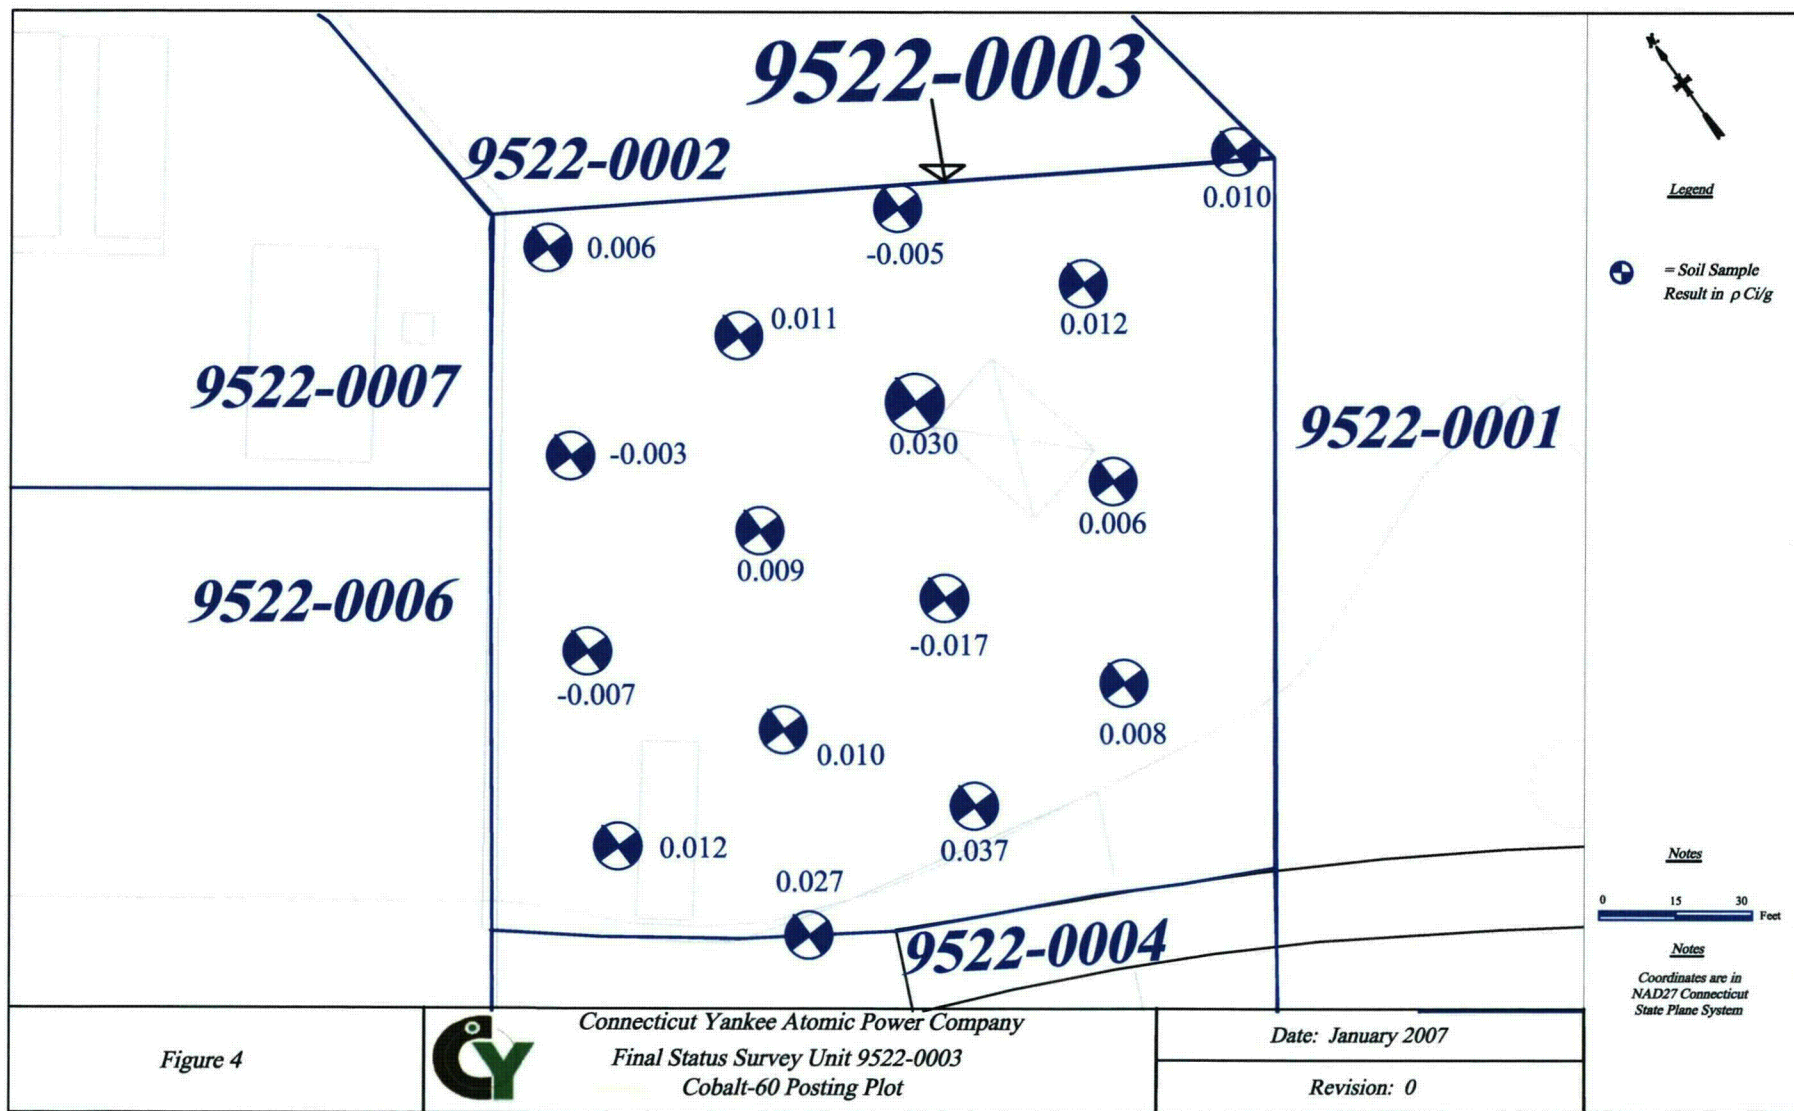 9522-0003
9522-0002
0.010
0.006
-0.005
0.011
0.012
9522-0007
0.030
9522-0001
-0.003
0.006
0.009
9522-0006
-0.017
-0.007
0.008
0.010
0.012
0.037
0.027
9522-0004
Legend
= Soil Sample
Result in ρ Ci/g
Notes
0 15 30
Feet
Notes
Coordinates are in
NAD27 Connecticut
State Plane System
Figure 4
CY
Connecticut Yankee Atomic Power Company
Final Status Survey Unit 9522-0003
Cobalt-60 Posting Plot
Date: January 2007
Revision: 0